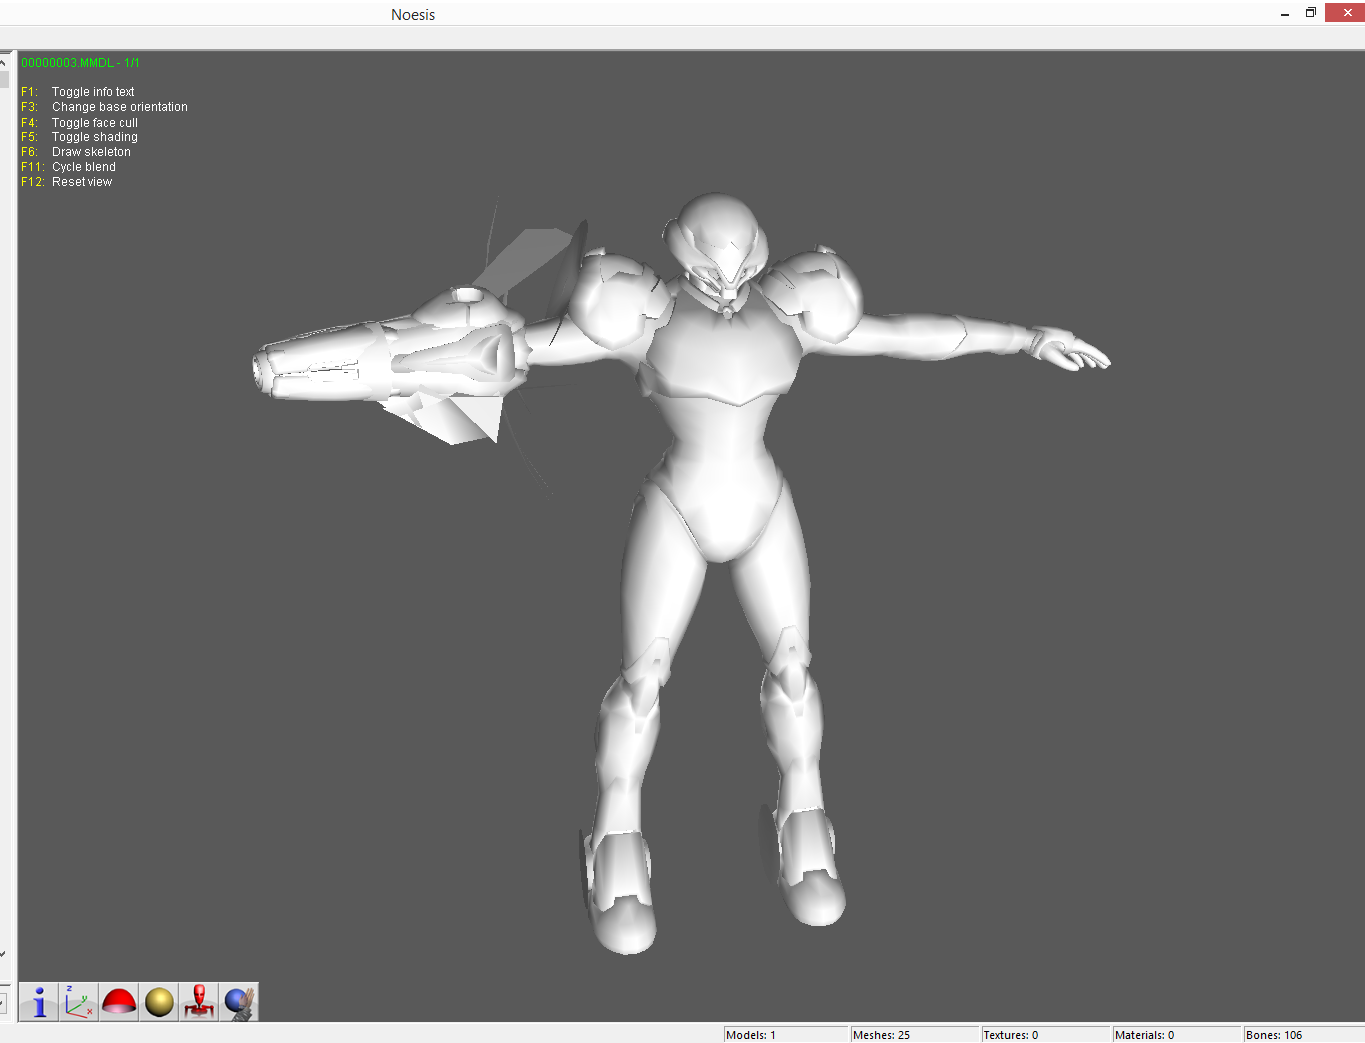 Noesis
00000003.MMDL - 1/1
F1: Toggle info text
F3: Change base orientation
F4: Toggle face cull
F5: Toggle shading
F6: Draw skeleton
F11: Cycle blend
F12: Reset view
z
y
x
Models: 1 Meshes: 25 Textures: 0 Materials: 0 Bones: 106